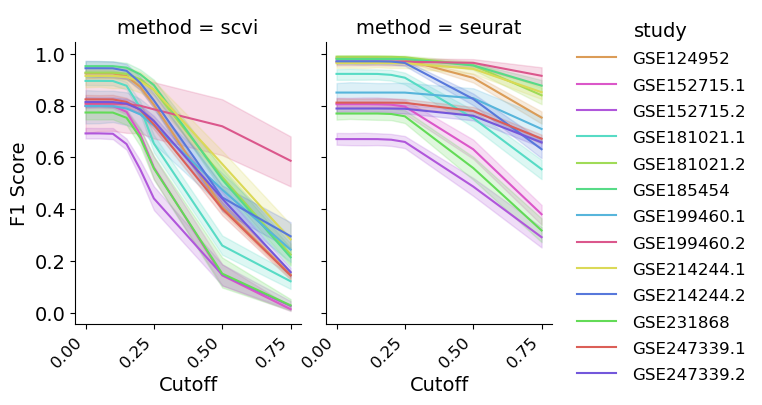 method = scvi
method = seurat
study
F1 Score
1.0
0.8
0.6
0.4
0.2
0.0
0.00
0.25
0.50
0.75
0.00
0.25
0.50
0.75
Cutoff
Cutoff
GSE124952
GSE152715.1
GSE152715.2
GSE181021.1
GSE181021.2
GSE185454
GSE199460.1
GSE199460.2
GSE214244.1
GSE214244.2
GSE231868
GSE247339.1
GSE247339.2